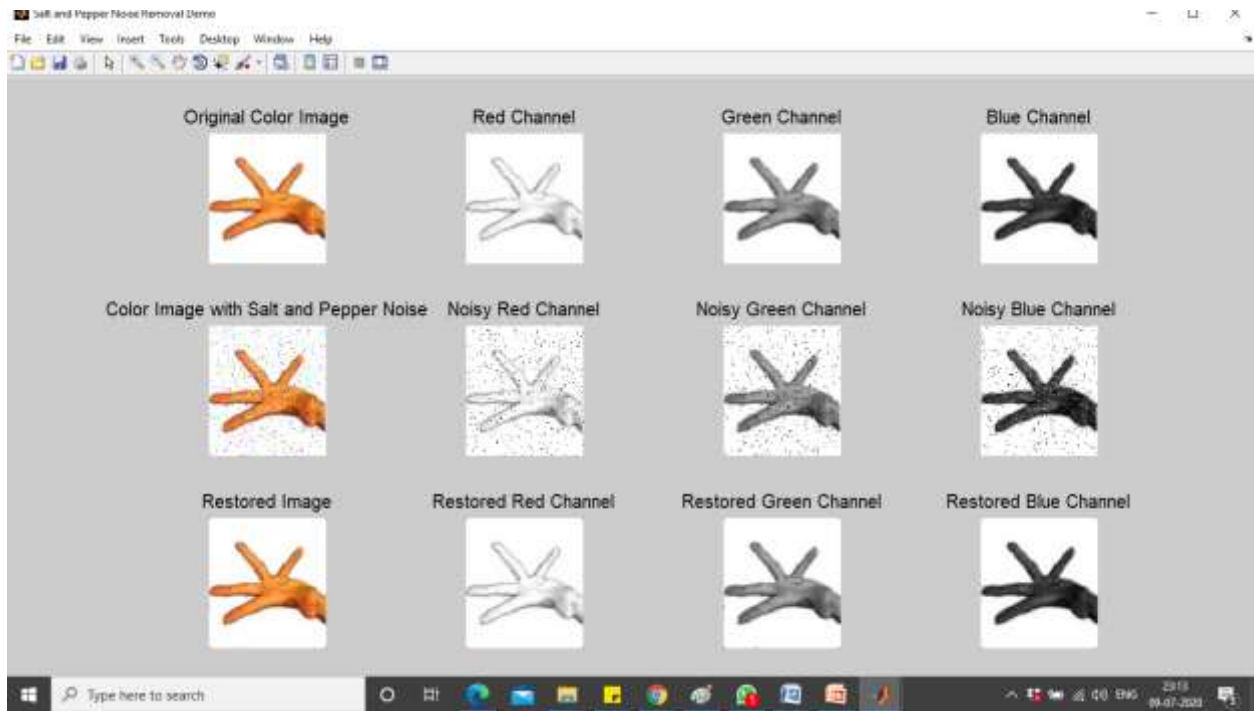 Salt and Pepper Noise Removal Demo
File Edit View Insert Tools Desktop Window Help
Original Color Image Red Channel Green Channel Blue Channel
Color Image with Salt and Pepper Noise Noisy Red Channel Noisy Green Channel Noisy Blue Channel
Restored Image Restored Red Channel Restored Green Channel Restored Blue Channel
Type here to search ENG 23:13
09-07-2020